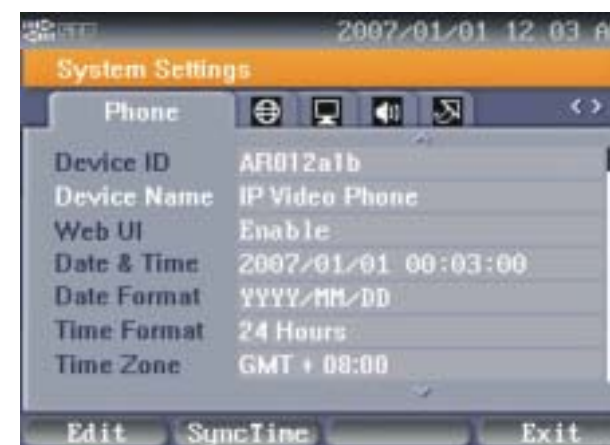 2007/01/01 12 03 A
System Settings
Phone
Device ID AR012a1b
Device Name IP Video Phone
Web UI Enable
Date & Time 2007/01/01 00:03:00
Date Format YYYY/MM/DD
Time Format 24 Hours
Time Zone GMT + 08:00
Edit SyncTime Exit